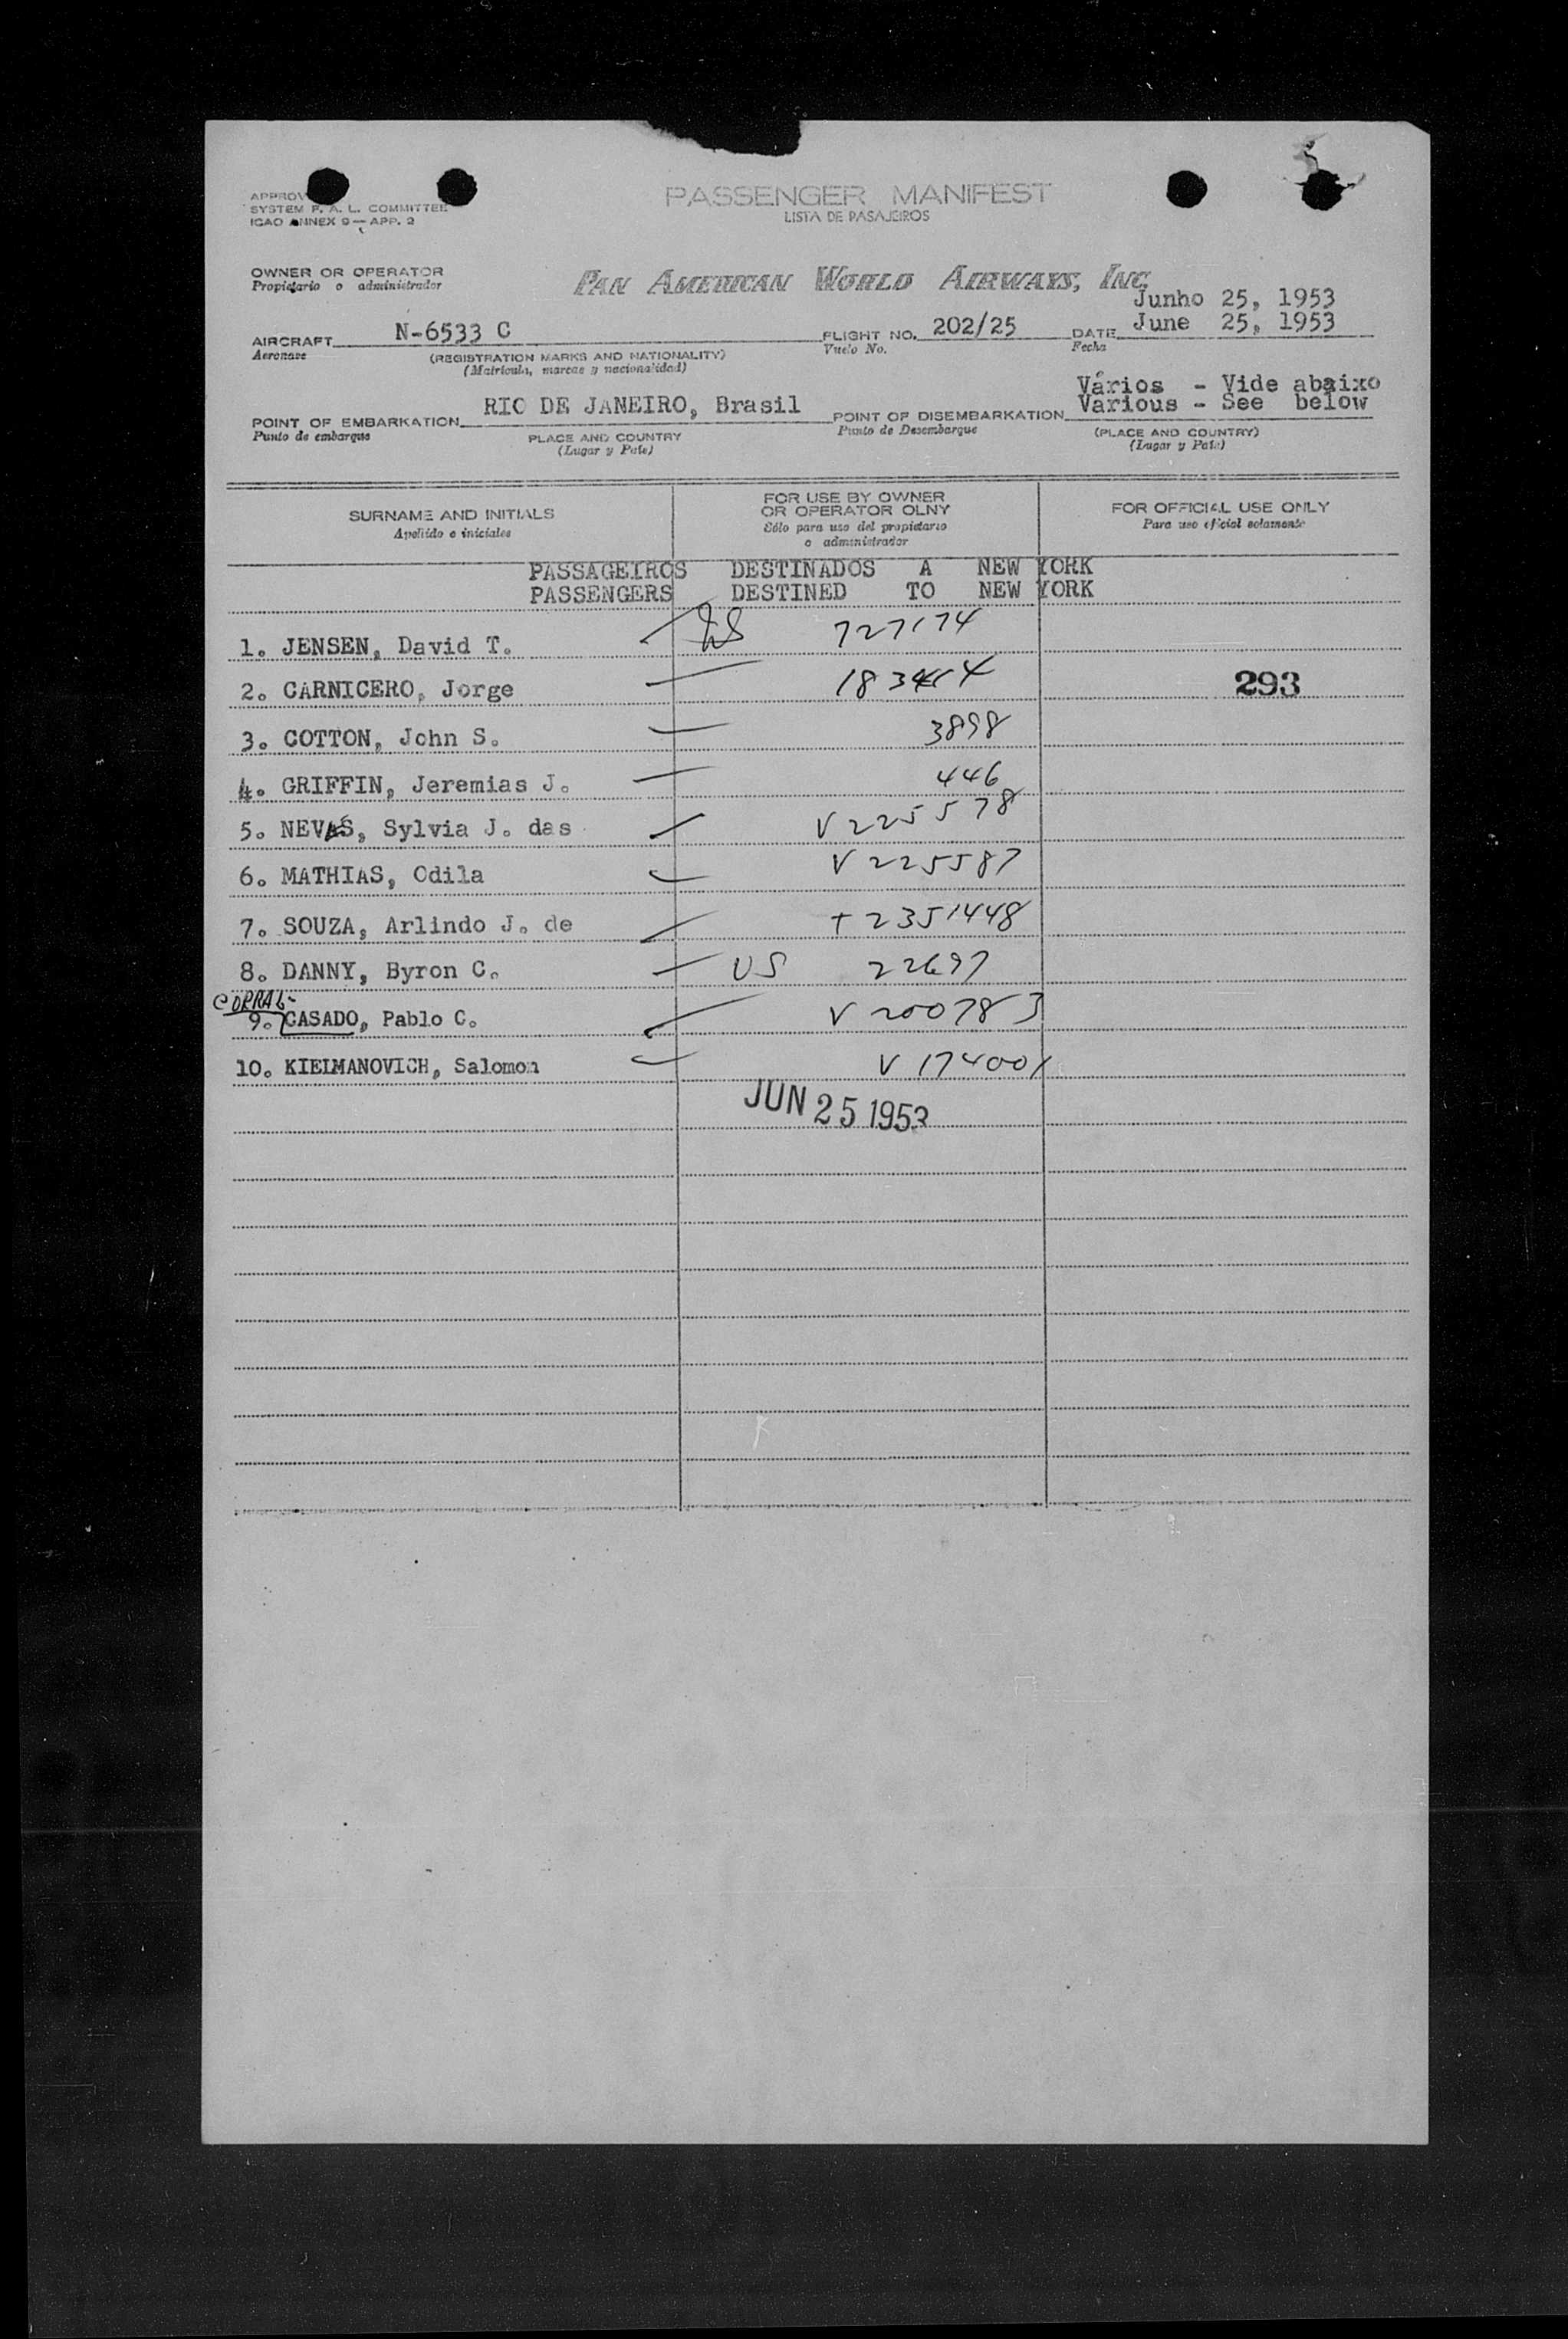 PASSENGER MANIFEST
LISTA DE PASAJEIROS
SYSTEM F. A. L. COMMITTEE
ICAO ANNEX 9 — APP. 2
OWNER OR OPERATOR
Propietario o administrador
PAN AMERICAN WORLD AIRWAYS, INC.
Junho 25, 1953
AIRCRAFT N-6533 C FLIGHT NO. 202/25 DATE June 25, 1953
Aeronave (REGISTRATION MARKS AND NATIONALITY) Vuelo No. Fecha
(Matricula, marcas y nacionalidad)
Vários - Vide abaixo
POINT OF EMBARKATION RIO DE JANEIRO, Brasil POINT OF DISEMBARKATION Various - See below
Punto de embarque PLACE AND COUNTRY Punto de Desembarque (PLACE AND COUNTRY)
(Lugar y Pais) (Lugar y Pais)
SURNAME AND INITIALS
Apellido e iniciales
FOR USE BY OWNER
OR OPERATOR OLNY
Sólo para uso del propietario
o administrador
FOR OFFICIAL USE ONLY
Para uso oficial solamente
PASSAGEIROS DESTINADOS A NEW YORK
PASSENGERS DESTINED TO NEW YORK
1. JENSEN, David T. US 727174
2. CARNICERO, Jorge 293
3. COTTON, John S. 3898
4. GRIFFIN, Jeremias J. 446
5. NEVES, Sylvia J. das V225578
6. MATHIAS, Odila V225587
7. SOUZA, Arlindo J. de 2351448
8. DANNY, Byron C. US 22697
CORRAL-
9. CASADO, Pablo C. V200783
10. KIELMANOVICH, Salomon V174001
JUN 25 1953